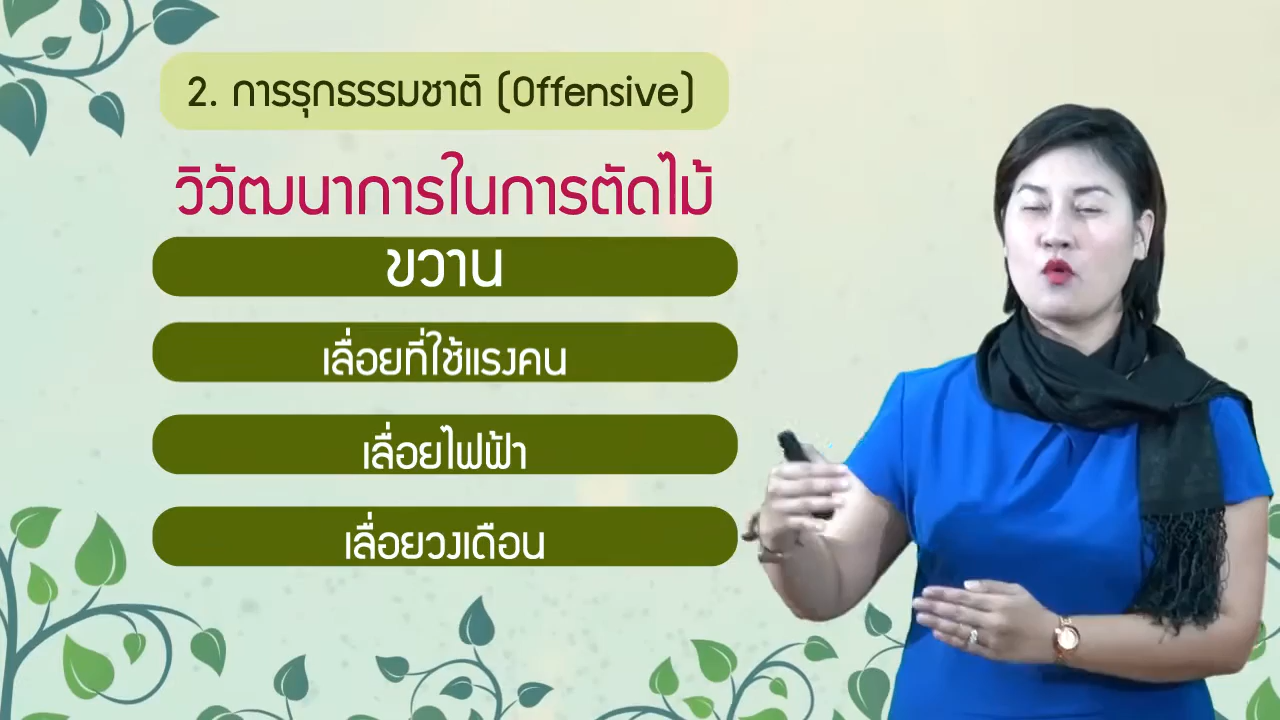 2. การรุกธรรมชาติ (Offensive)
วิวัฒนาการในการตัดไม้
ขวาน
เลื่อยที่ใช้แรงคน
เลื่อยไฟฟ้า
เลื่อยวงเดือน